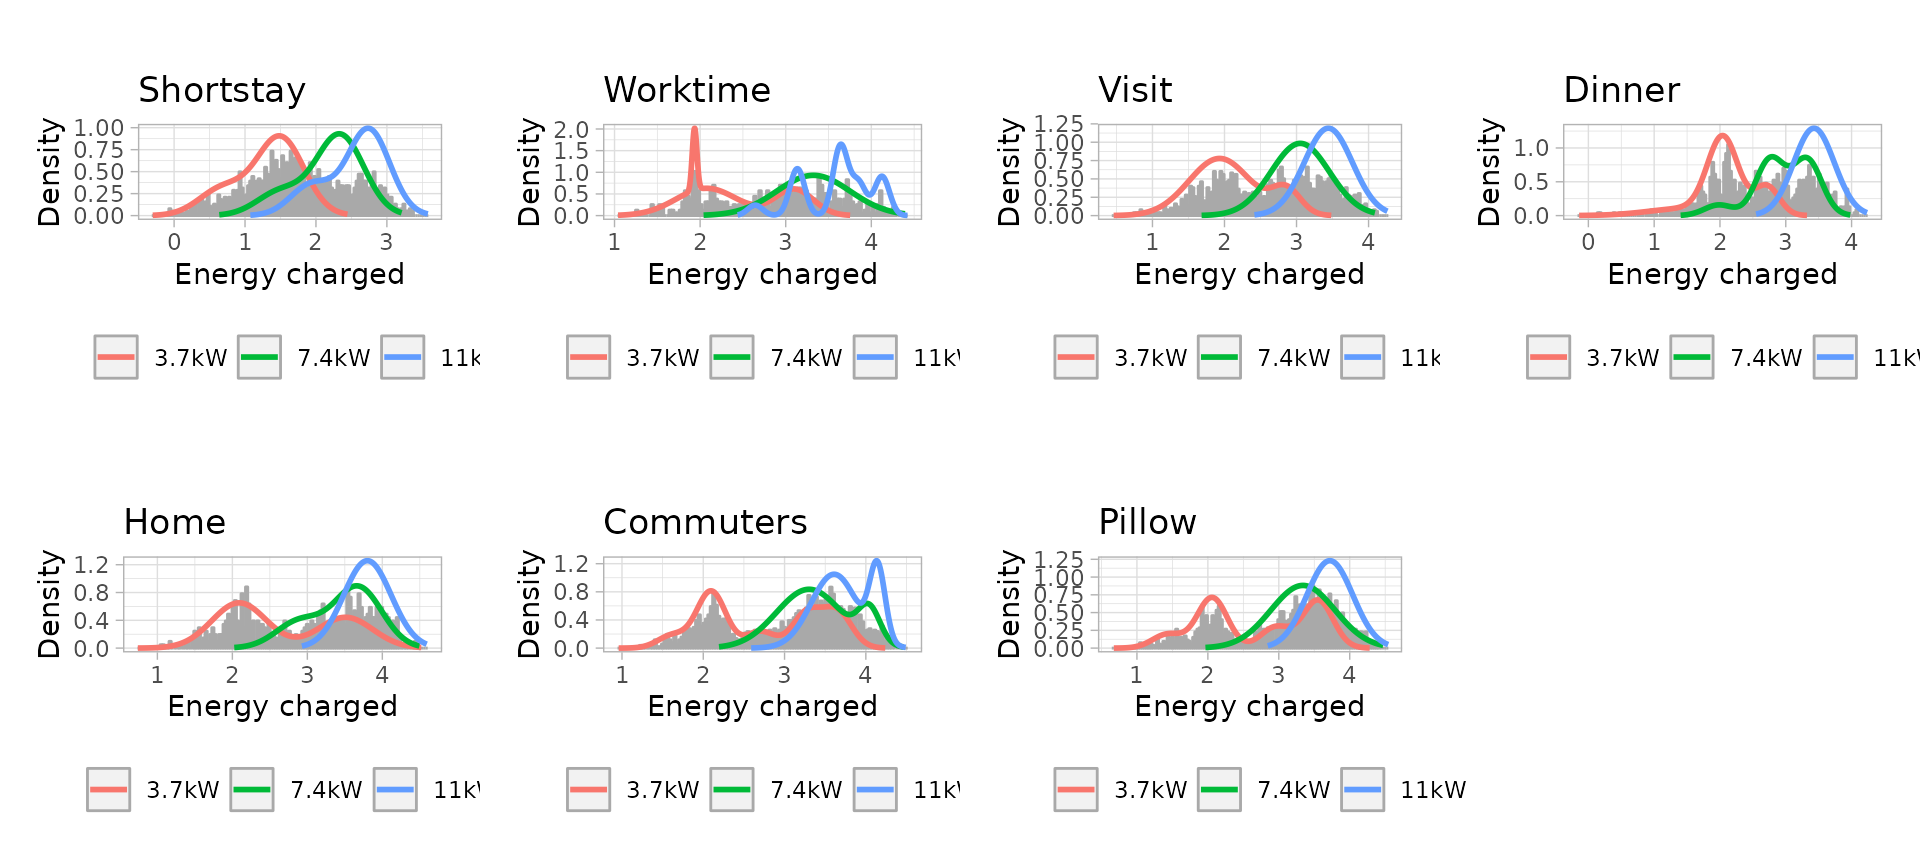 Shortstay
Density
1.00
0.75
0.50
0.25
0.00
0 1 2 3
Energy charged
3.7kW 7.4kW 11k
Worktime
Density
2.0
1.5
1.0
0.5
0.0
1 2 3 4
Energy charged
3.7kW 7.4kW 11k
Visit
Density
1.25
1.00
0.75
0.50
0.25
0.00
1 2 3 4
Energy charged
3.7kW 7.4kW 11k
Dinner
Density
1.0
0.5
0.0
0 1 2 3 4
Energy charged
3.7kW 7.4kW 11kW
Home
Density
1.2
0.8
0.4
0.0
1 2 3 4
Energy charged
3.7kW 7.4kW 11k
Commuters
Density
1.2
0.8
0.4
0.0
1 2 3 4
Energy charged
3.7kW 7.4kW 11k
Pillow
Density
1.25
1.00
0.75
0.50
0.25
0.00
1 2 3 4
Energy charged
3.7kW 7.4kW 11kW